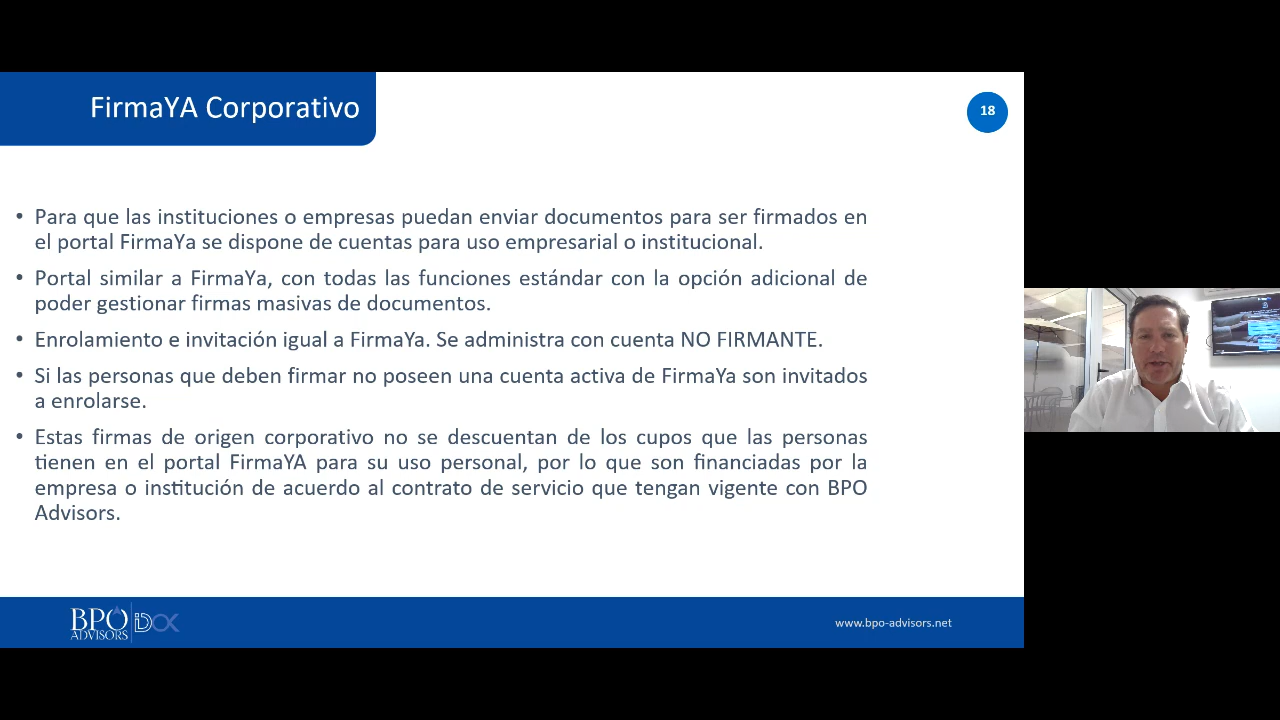 FirmaYA Corporativo
18
• Para que las instituciones o empresas puedan enviar documentos para ser firmados en
el portal FirmaYa se dispone de cuentas para uso empresarial o institucional.
• Portal similar a FirmaYa, con todas las funciones estándar con la opción adicional de
poder gestionar firmas masivas de documentos.
• Enrolamiento e invitación igual a FirmaYa. Se administra con cuenta NO FIRMANTE.
• Si las personas que deben firmar no poseen una cuenta activa de FirmaYa son invitados
a enrolarse.
• Estas firmas de origen corporativo no se descuentan de los cupos que las personas
tienen en el portal FirmaYA para su uso personal, por lo que son financiadas por la
empresa o institución de acuerdo al contrato de servicio que tengan vigente con BPO
Advisors.
BPO
ADVISORS
IDOK
www.bpo-advisors.net